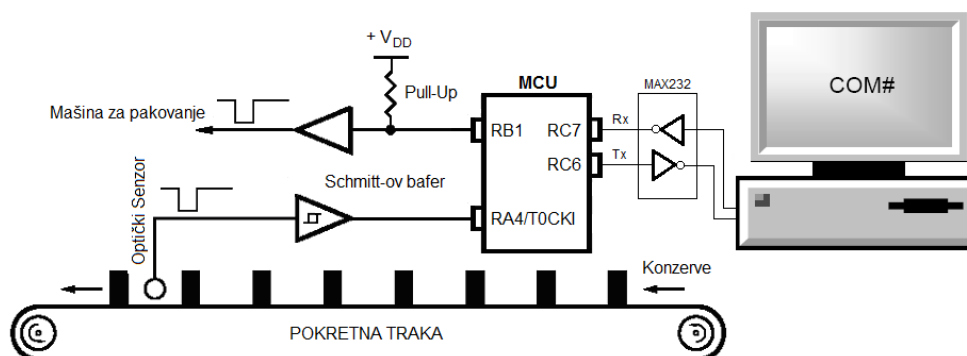 + V_DD
MCU
MAX232
COM#
Pull-Up
Mašina za pakovanje
RB1
RC7
Rx
RC6
Tx
Schmitt-ov bafer
Optički Senzor
RA4/T0CKI
Konzerve
POKRETNA TRAKA